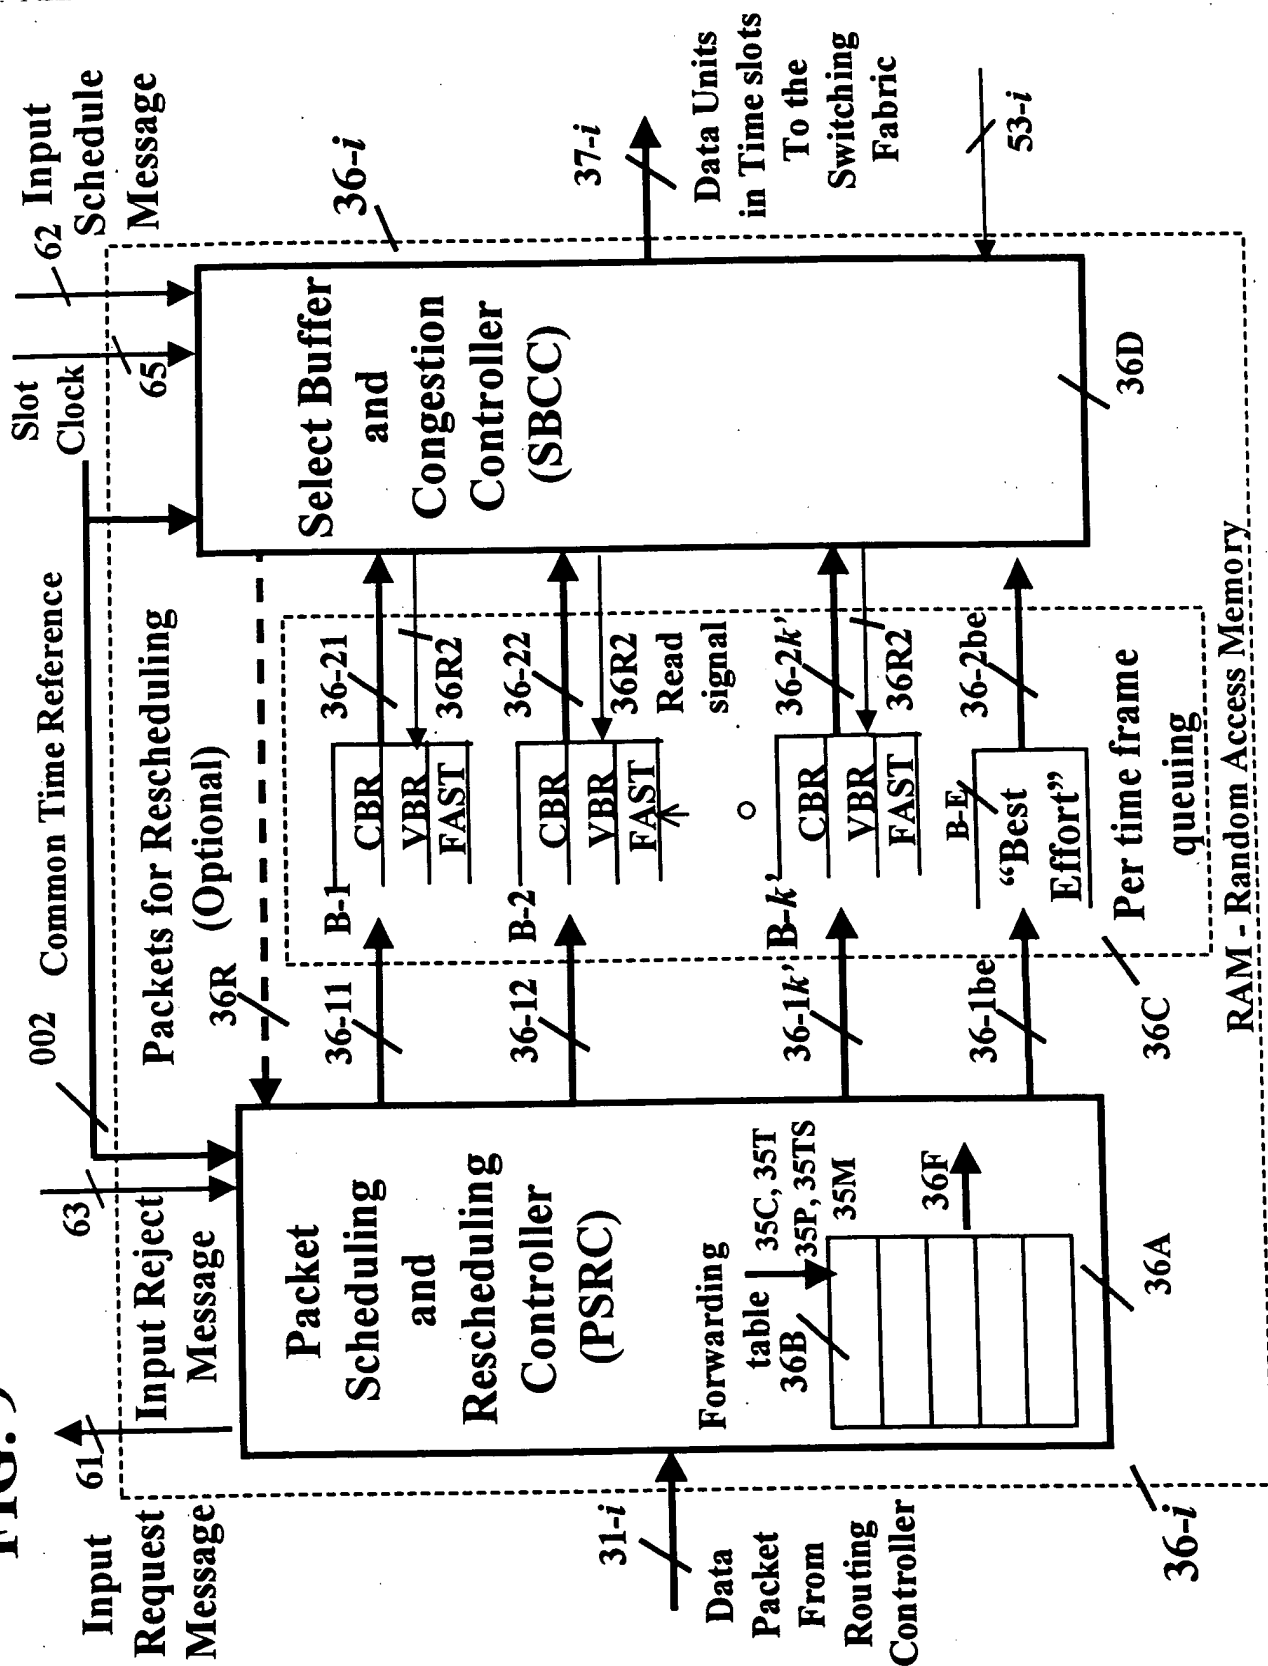 FIG. 9
Input
Request
Message
61
Input Reject
Message
63
002
Common Time Reference
Slot
Clock
65
62
Input
Schedule
Message
36-i
Packets for Rescheduling
(Optional)
36R
Packet
Scheduling
and
Rescheduling
Controller
(PSRC)
Forwarding
table
36B
35C, 35T
35P, 35TS
35M
36F
36A
31-i
Data
Packet
From
Routing
Controller
36-i
36-11
36-12
36-1k'
36-1be
B-1
CBR
VBR
FAST
B-2
CBR
VBR
FAST
B-k'
CBR
VBR
FAST
B-E
“Best
Effort”
36-21
36R2
36-22
36R2
Read
signal
36-2k'
36R2
36-2be
Per time frame
queuing
36C
RAM - Random Access Memory
Select Buffer
and
Congestion
Controller
(SBCC)
36D
37-i
Data Units
in Time slots
To the
Switching
Fabric
53-i